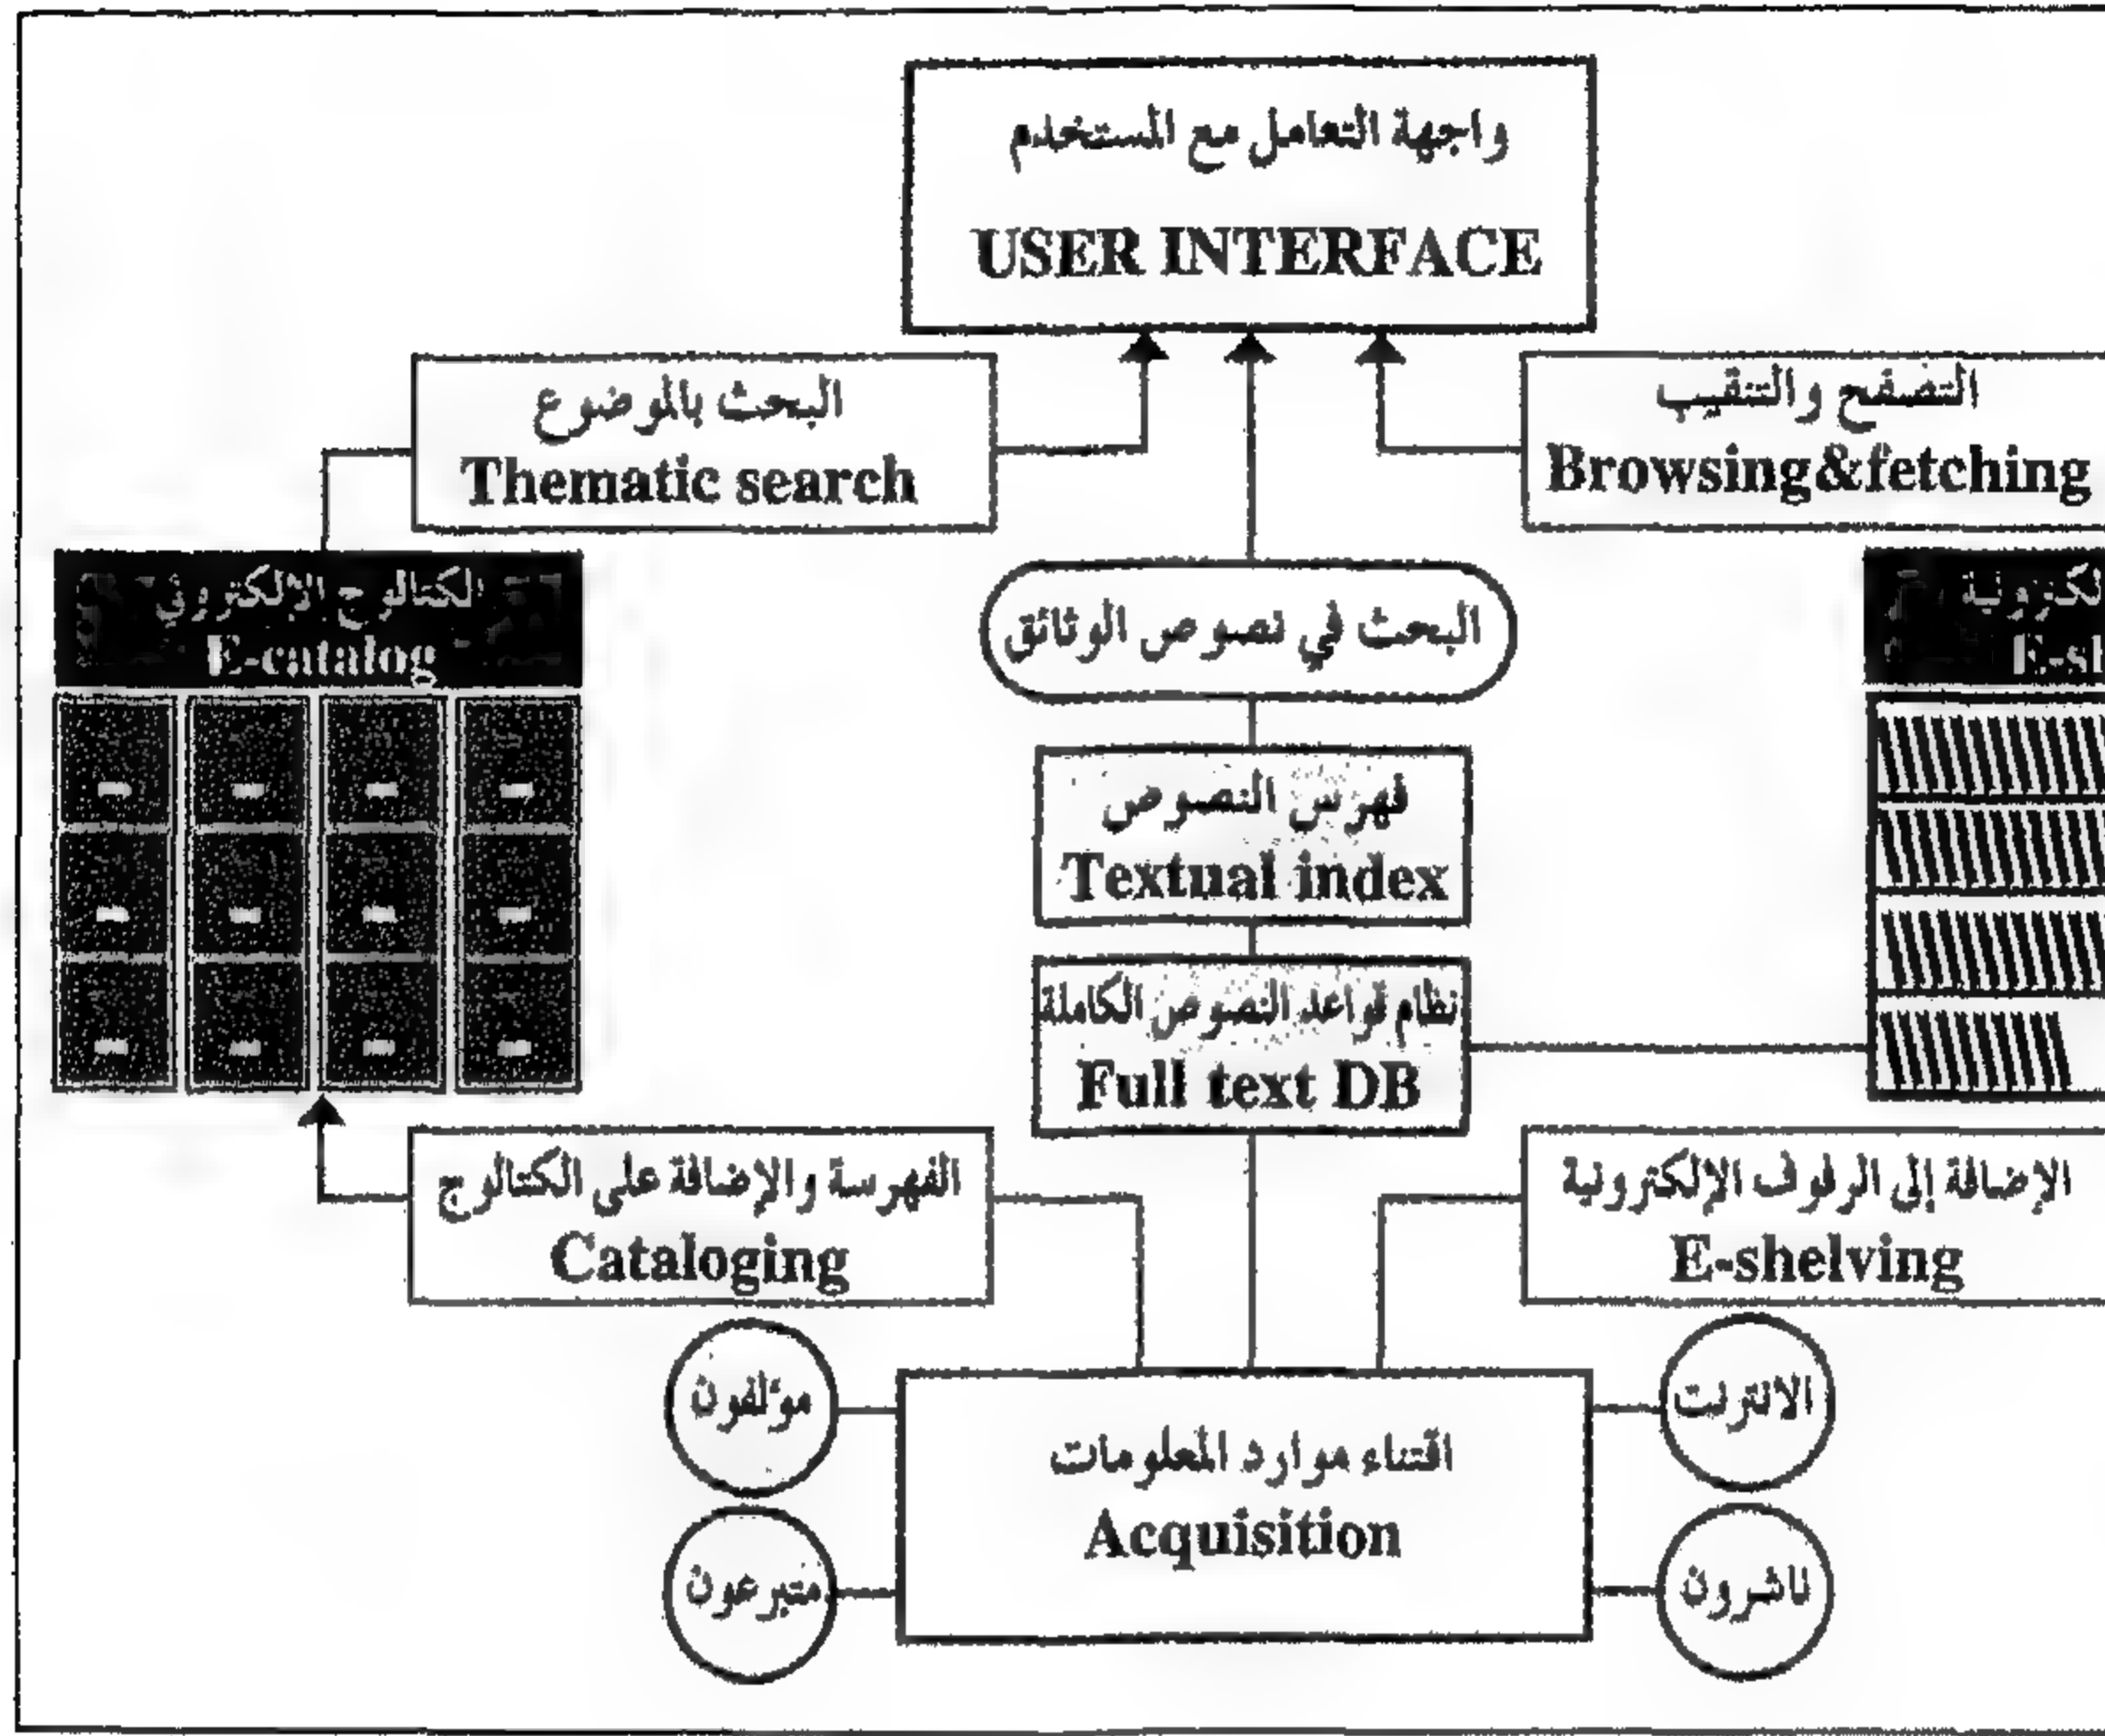 واجهة التعامل مع المستخدم
USER INTERFACE
البحث بالموضوع
Thematic search
التصفح والتنقيب
Browsing&fetching
الكتالوج الإلكتروني
E-catalog
البحث في نصوص الوثائق
لكترونية
E-sh
فهرس النصوص
Textual index
نظام قواعد النصوص الكاملة
Full text DB
الفهرسة والإضافة على الكتالوج
Cataloging
الإضافة إلى الرفوف الإلكترونية
E-shelving
مؤلفون
الانترنت
اقتناء موارد المعلومات
Acquisition
متبرعون
ناشرون